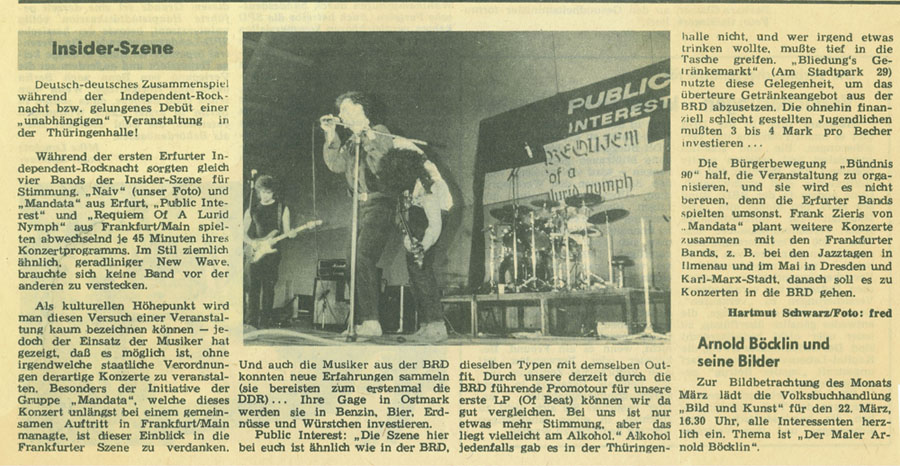 Insider-Szene
Deutsch-deutsches Zusammenspiel
während der Independent-Rock-
nacht bzw. gelungenes Debüt einer
„unabhängigen" Veranstaltung in
der Thüringenhalle!
Während der ersten Erfurter In-
dependent-Rocknacht sorgten gleich
vier Bands der Insider-Szene für
Stimmung. „Naiv" (unser Foto) und
„Mandata" aus Erfurt, „Public Inte-
rest" und „Requiem Of A Lurid
Nymph" aus Frankfurt/Main spiel-
ten abwechselnd je 45 Minuten ihres
Konzertprogramms. Im Stil ziemlich
ähnlich, geradliniger New Wave,
brauchte sich keine Band vor der
anderen zu verstecken.
Als kulturellen Höhepunkt wird
man diesen Versuch einer Veranstal-
tung kaum bezeichnen können — je-
doch der Einsatz der Musiker hat
gezeigt, daß es möglich ist, ohne
irgendwelche staatliche Verordnun-
gen derartige Konzerte zu veranstal-
ten. Besonders der Initiative der
Gruppe „Mandata", welche dieses
Konzert unlängst bei einem gemein-
samen Auftritt in Frankfurt/Main
managte, ist dieser Einblick in die
Frankfurter Szene zu verdanken.
PUBLIC
INTEREST
REQUIEM
of a
lurid nymph
Und auch die Musiker aus der BRD
konnten neue Erfahrungen sammeln
(sie bereisten zum erstenmal die
DDR) ... Ihre Gage in Ostmark
werden sie in Benzin, Bier, Erd-
nüsse und Würstchen investieren.
Public Interest: „Die Szene hier
bei euch ist ähnlich wie in der BRD,
dieselben Typen mit demselben Out-
fit. Durch unsere derzeit durch die
BRD führende Promotour für unsere
erste LP (Of Beat) können wir da
gut vergleichen. Bei uns ist nur
etwas mehr Stimmung, aber das
liegt vielleicht am Alkohol." Alkohol
jedenfalls gab es in der Thüringen-
halle nicht, und wer irgend etwas
trinken wollte, mußte tief in die
Tasche greifen. „Bliedung's Ge-
tränkemarkt" (Am Stadtpark 29)
nutzte diese Gelegenheit, um das
überteure Getränkeangebot aus der
BRD abzusetzen. Die ohnehin finan-
ziell schlecht gestellten Jugendlichen
mußten 3 bis 4 Mark pro Becher
investieren ...
Die Bürgerbewegung „Bündnis
90" half, die Veranstaltung zu orga-
nisieren, und sie wird es nicht
bereuen, denn die Erfurter Bands
spielten umsonst. Frank Zieris von
„Mandata" plant weitere Konzerte
zusammen mit den Frankfurter
Bands, z. B. bei den Jazztagen in
Ilmenau und im Mai in Dresden und
Karl-Marx-Stadt, danach soll es zu
Konzerten in die BRD gehen.
Hartmut Schwarz/Foto: fred
Arnold Böcklin und
seine Bilder
Zur Bildbetrachtung des Monats
März lädt die Volksbuchhandlung
„Bild und Kunst" für den 22. März,
16.30 Uhr, alle Interessenten herz-
lich ein. Thema ist „Der Maler Ar-
nold Böcklin".